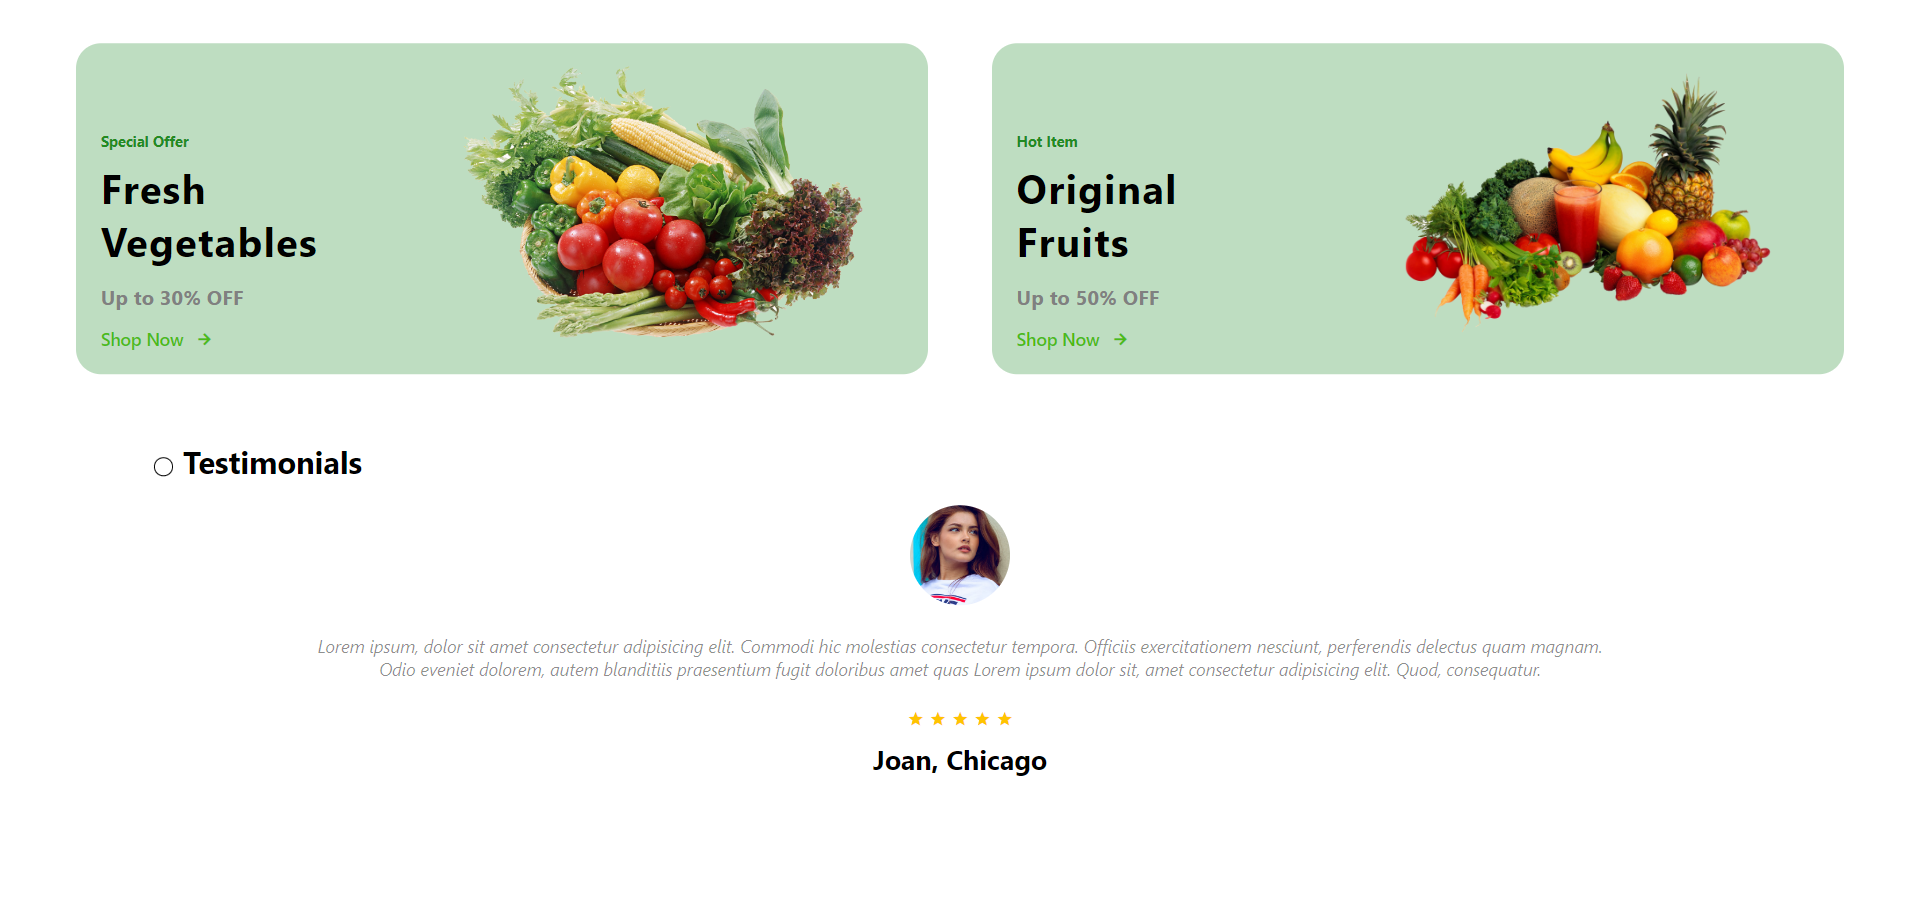 Special Offer
Fresh
Vegetables
Up to 30% OFF
Shop Now
Hot Item
Original
Fruits
Up to 50% OFF
Shop Now
Testimonials
Lorem ipsum, dolor sit amet consectetur adipisicing elit. Commodi hic molestias consectetur tempora. Officiis exercitationem nesciunt, perferendis delectus quam magnam.
Odio eveniet dolorem, autem blanditiis praesentium fugit doloribus amet quas Lorem ipsum dolor sit, amet consectetur adipisicing elit. Quod, consequatur.
Joan, Chicago